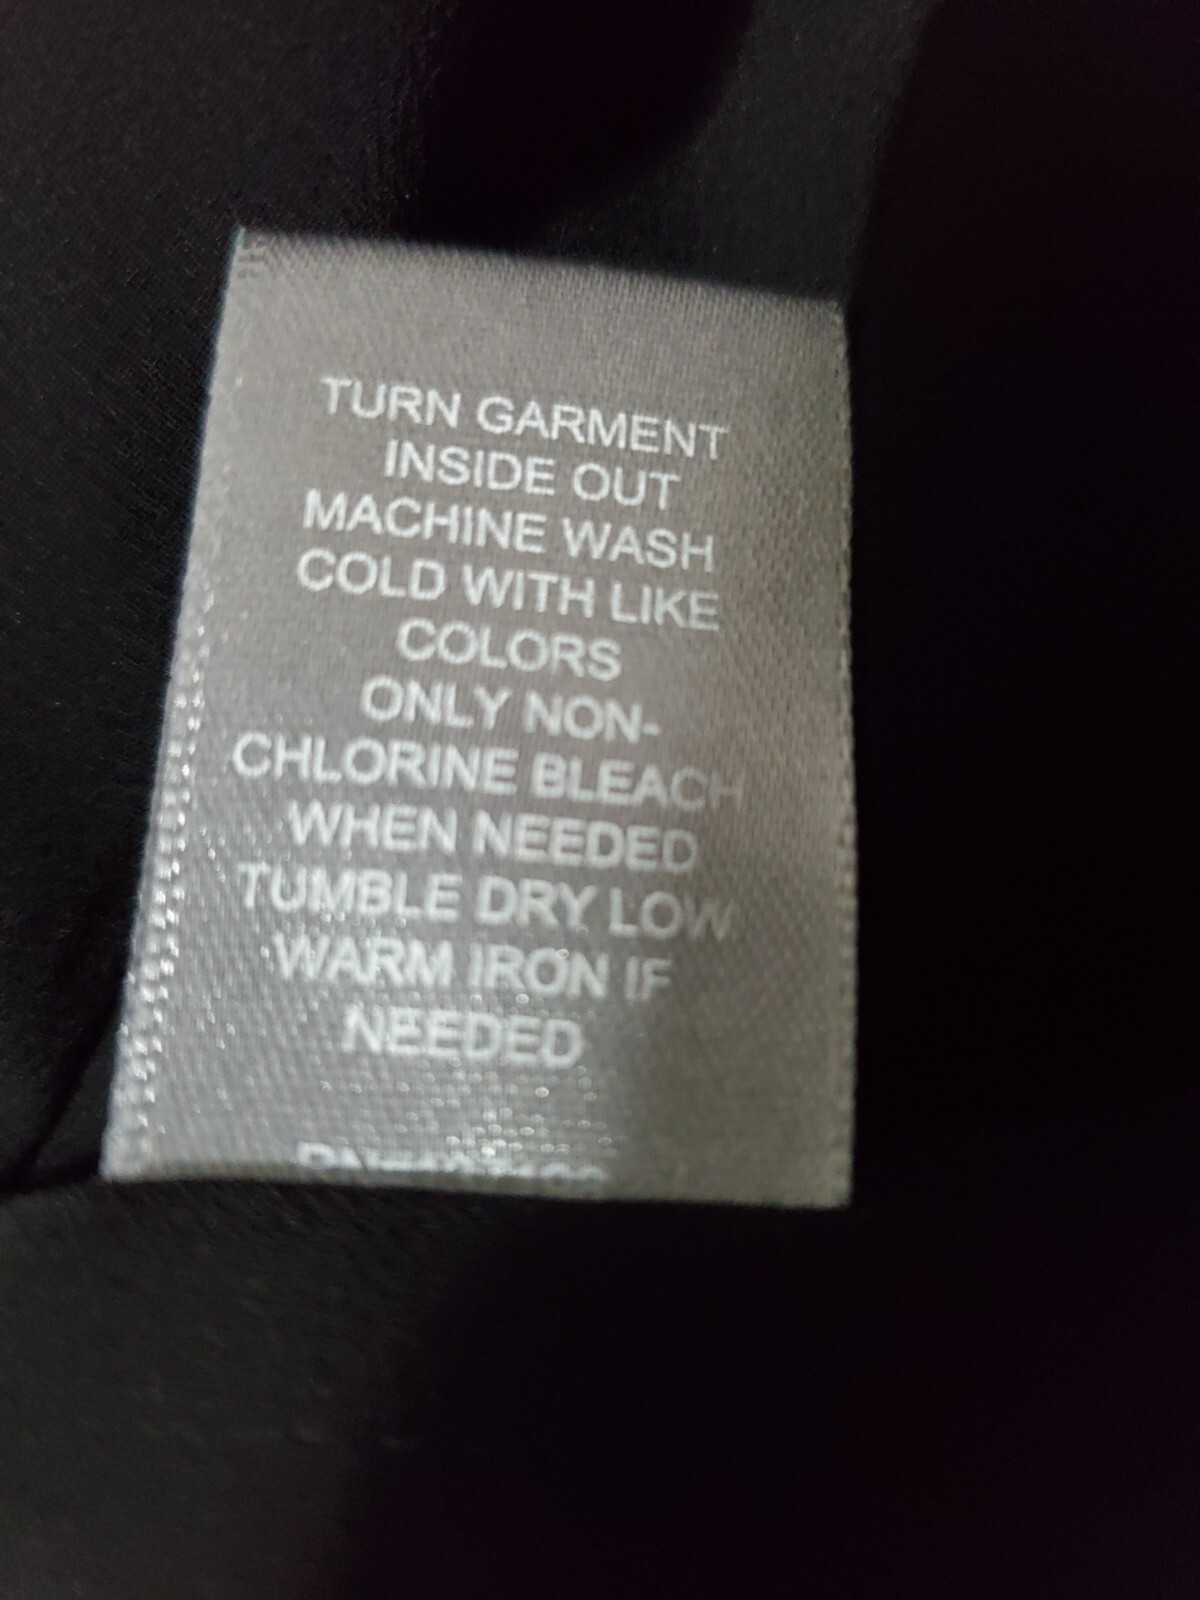 TURN GARMENT
INSIDE OUT
MACHINE WASH
COLD WITH LIKE
COLORS
ONLY NON-
CHLORINE BLEACH
WHEN NEEDED
TUMBLE DRY LOW
WARM IRON IF
NEEDED